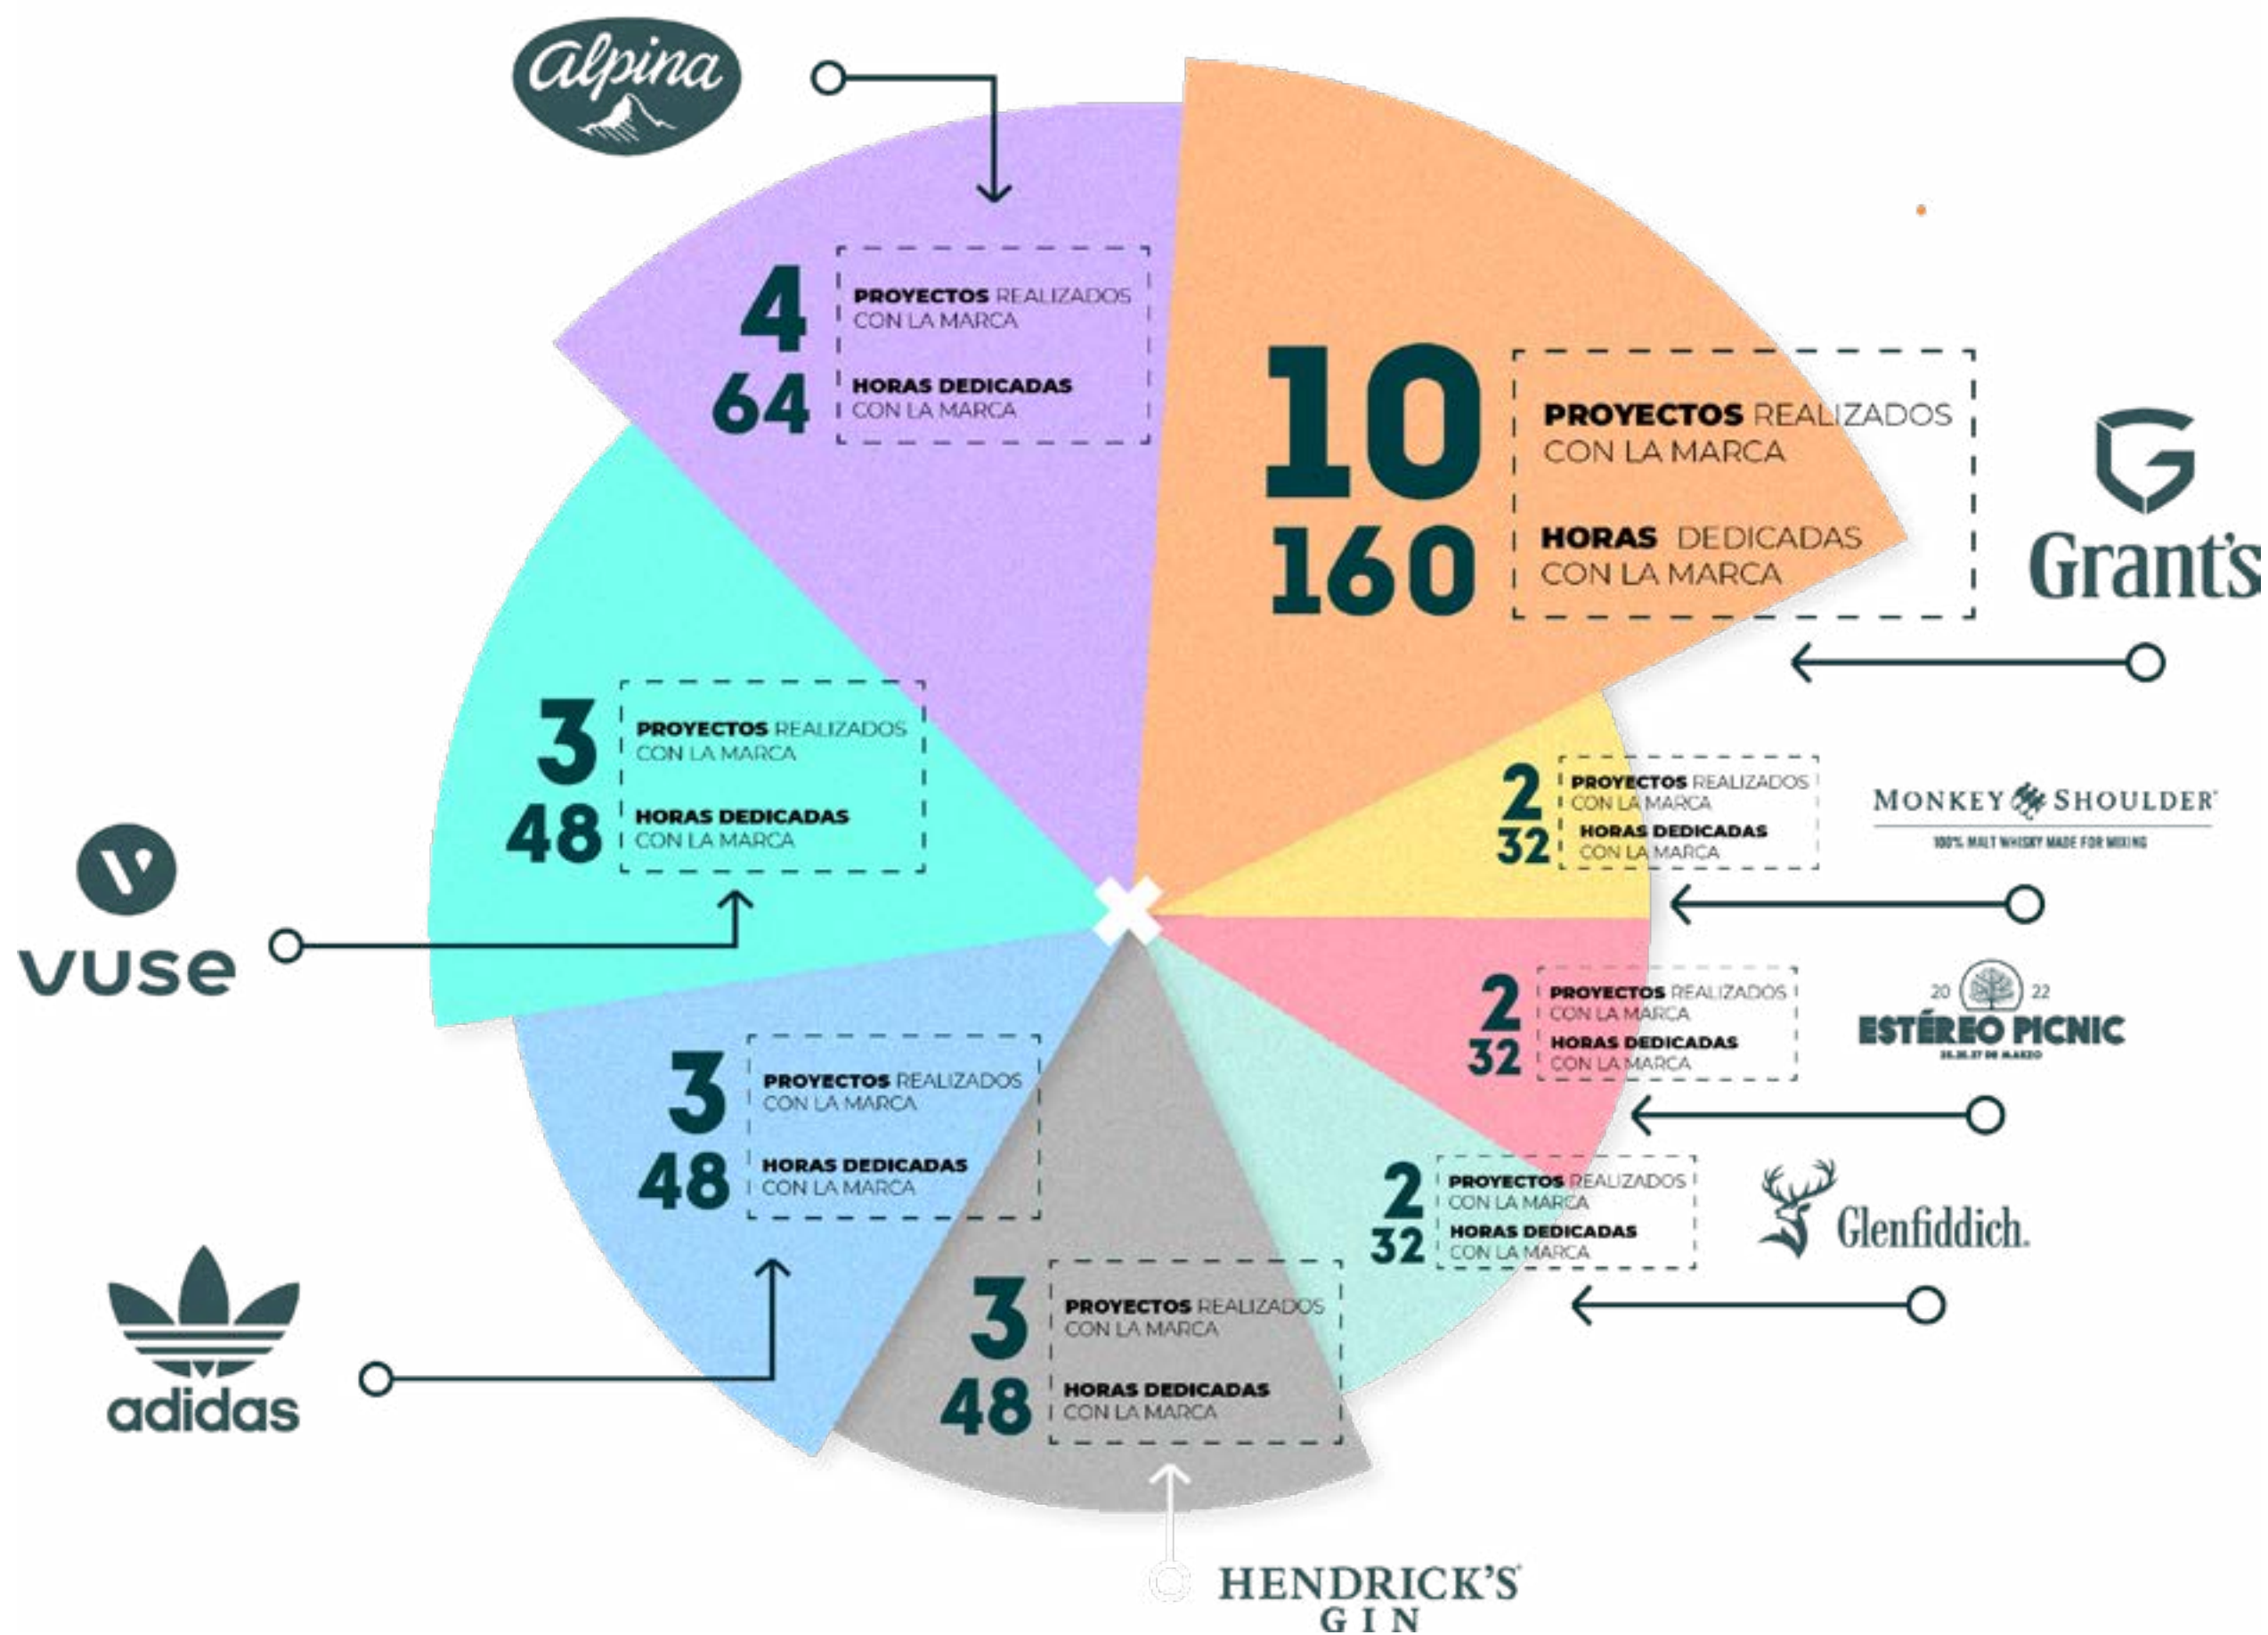 alpina
4
PROYECTOS REALIZADOS
CON LA MARCA
64
HORAS DEDICADAS
CON LA MARCA
10
PROYECTOS REALIZADOS
CON LA MARCA
160
HORAS DEDICADAS
CON LA MARCA
G
Grant's
3
PROYECTOS REALIZADOS
CON LA MARCA
48
HORAS DEDICADAS
CON LA MARCA
V
vuse
2
PROYECTOS REALIZADOS
CON LA MARCA
32
HORAS DEDICADAS
CON LA MARCA
MONKEY SHOULDER
100% MALT WHISKY MADE FOR MIXING
2
PROYECTOS REALIZADOS
CON LA MARCA
32
HORAS DEDICADAS
CON LA MARCA
20 22
ESTÉREO PICNIC
25.26.27 DE MARZO
3
PROYECTOS REALIZADOS
CON LA MARCA
48
HORAS DEDICADAS
CON LA MARCA
adidas
2
PROYECTOS REALIZADOS
CON LA MARCA
32
HORAS DEDICADAS
CON LA MARCA
Glenfiddich.
3
PROYECTOS REALIZADOS
CON LA MARCA
48
HORAS DEDICADAS
CON LA MARCA
HENDRICK'S
GIN